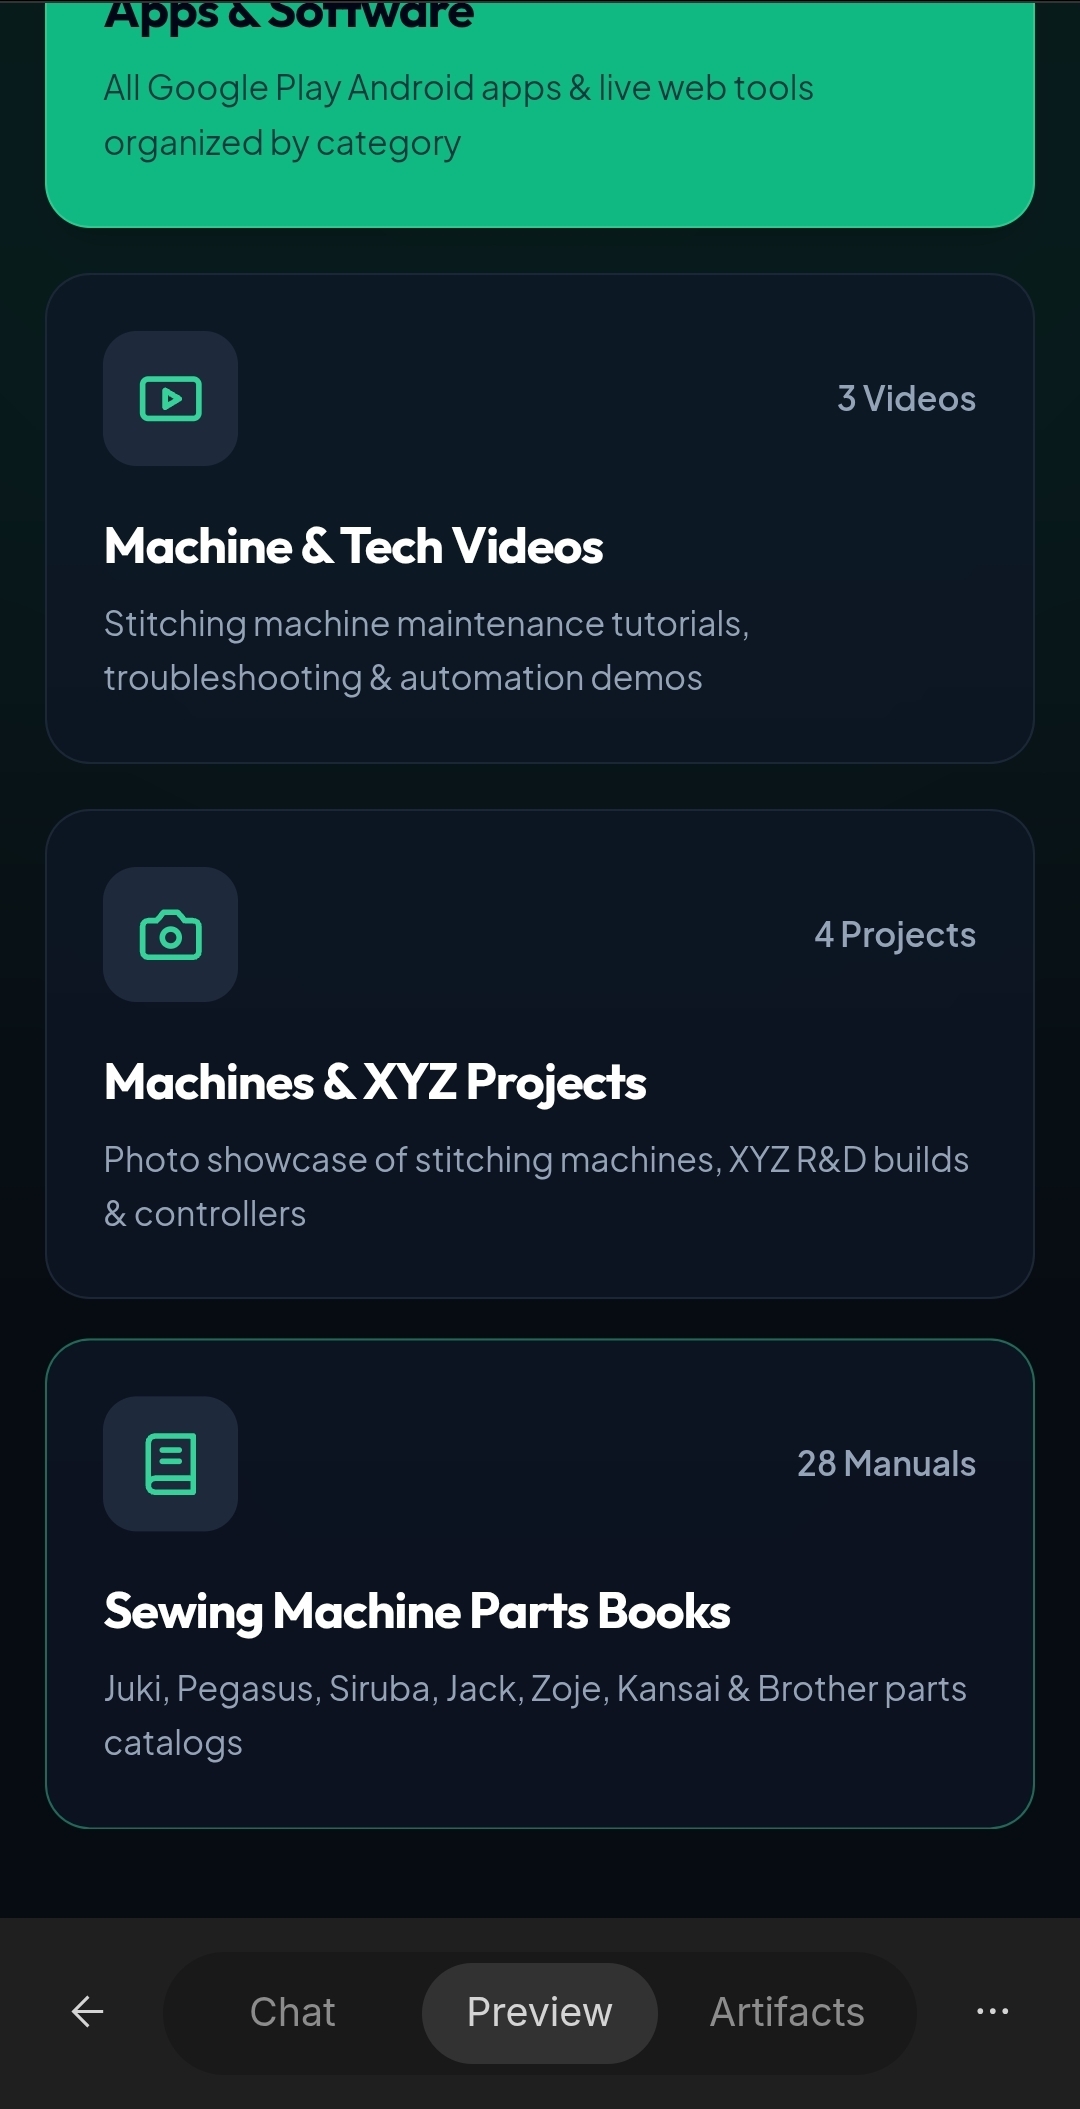 Apps & Software
All Google Play Android apps & live web tools
organized by category
3 Videos
Machine & Tech Videos
Stitching machine maintenance tutorials,
troubleshooting & automation demos
4 Projects
Machines & XYZ Projects
Photo showcase of stitching machines, XYZ R&D builds
& controllers
28 Manuals
Sewing Machine Parts Books
Juki, Pegasus, Siruba, Jack, Zoje, Kansai & Brother parts
catalogs
Chat Preview Artifacts